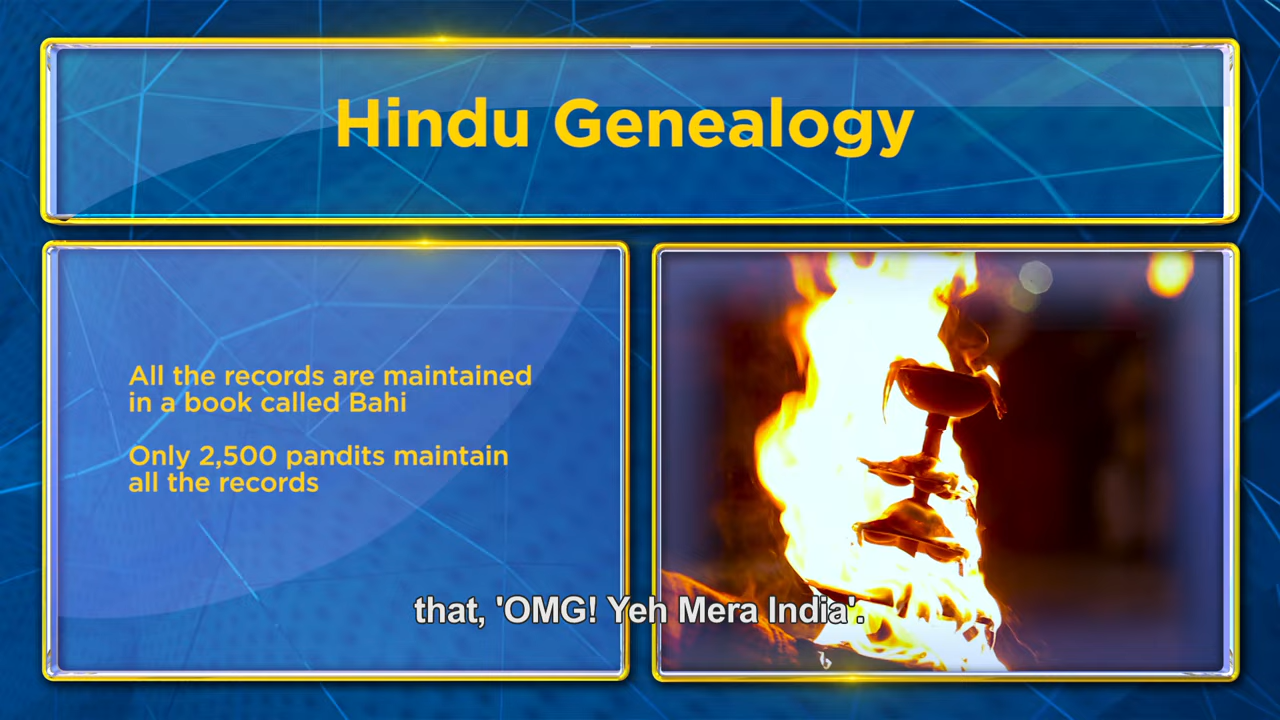 Hindu Genealogy
All the records are maintained
in a book called Bahi
Only 2,500 pandits maintain
all the records
that, 'OMG! Yeh Mera India'.